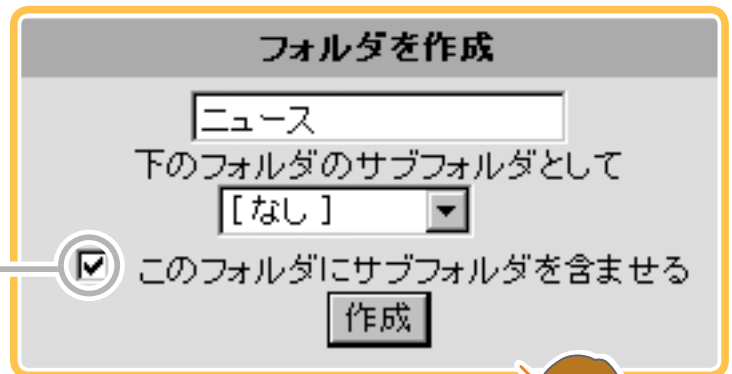 フォルダを作成
ニュース
下のフォルダのサブフォルダとして
[ なし ]
このフォルダにサブフォルダを含ませる
作成